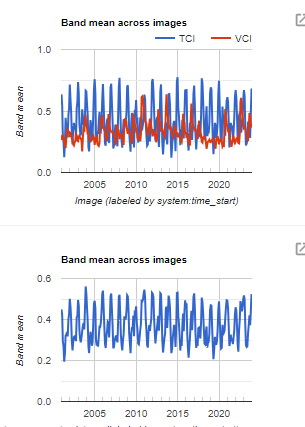 Band mean across images
TCI VCI
1.0
0.5
0.0
Band mean
2005 2010 2015 2020
Image (labeled by system:time_start)
Band mean across images
0.6
0.4
0.2
0.0
Band mean
2005 2010 2015 2020